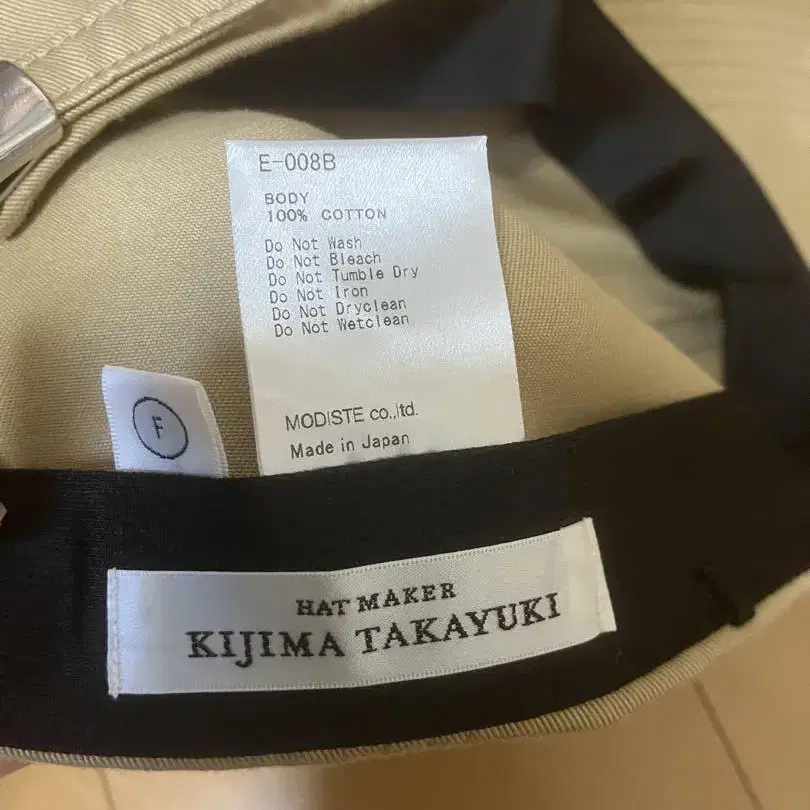 E-008B
BODY
100% COTTON
Do Not Wash
Do Not Bleach
Do Not Tumble Dry
Do Not Iron
Do Not Dryclean
Do Not Wetclean
MODISTE co.,ltd.
Made in Japan
F
HAT MAKER
KIJIMA TAKAYUKI